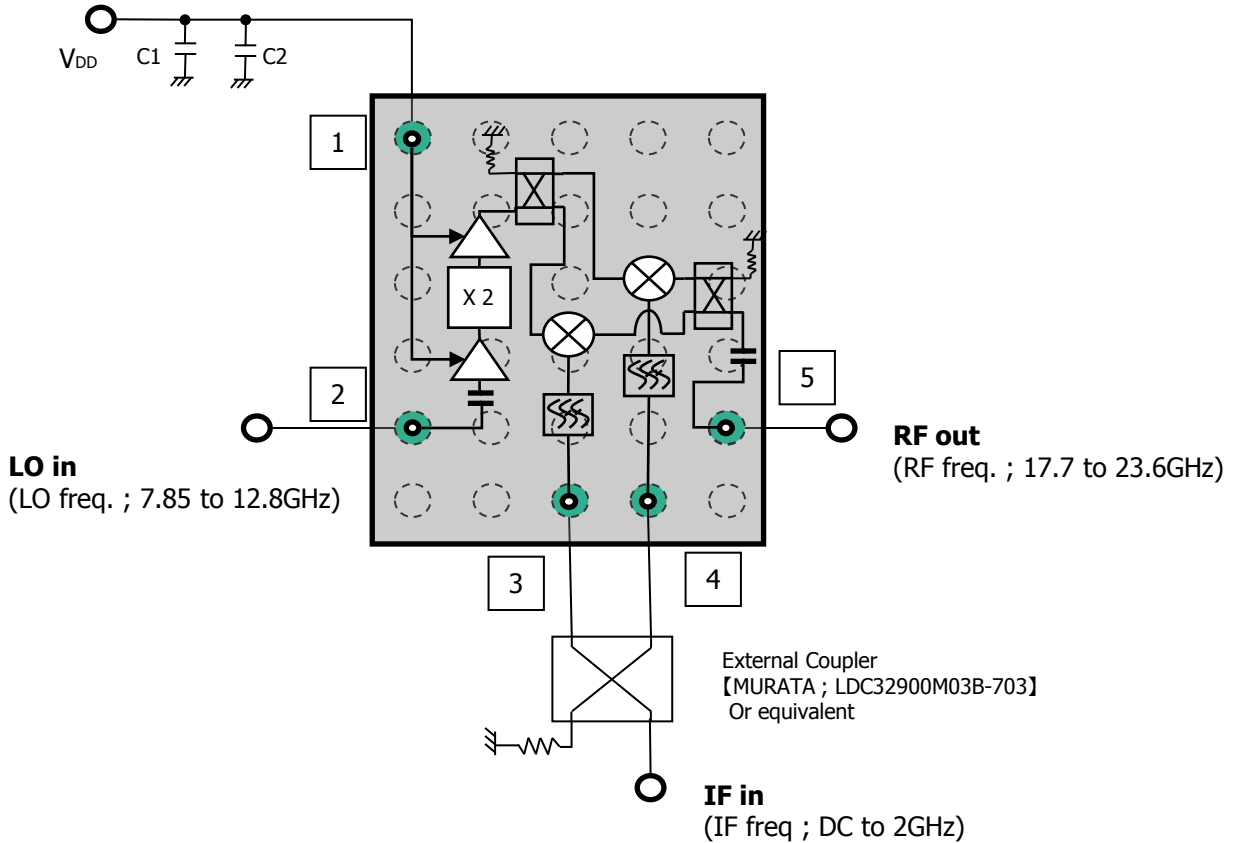 VDD
C1
C2
1
X 2
2
5
LO in
(LO freq. ; 7.85 to 12.8GHz)
RF out
(RF freq. ; 17.7 to 23.6GHz)
3
4
External Coupler
【MURATA ; LDC32900M03B-703】
Or equivalent
IF in
(IF freq ; DC to 2GHz)